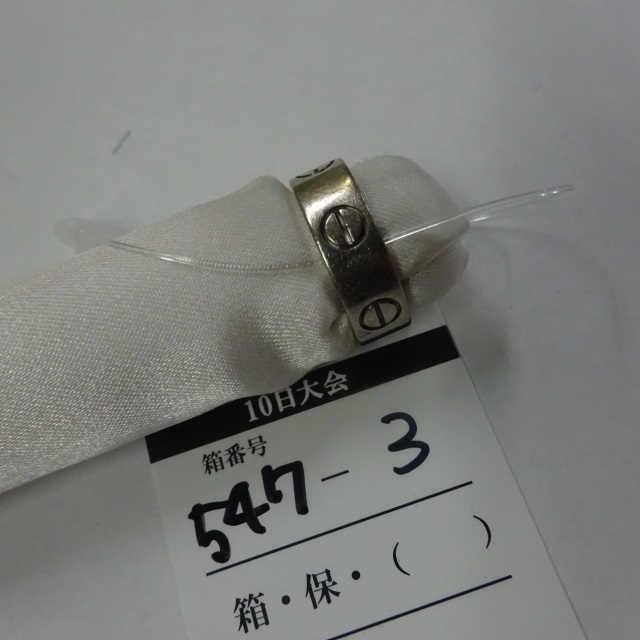 10日大会
箱番号
547-3
箱・保・(　　)